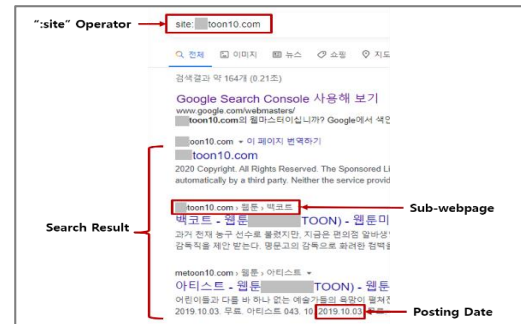 ":site" Operator
site: toon10.com
전체 이미지 뉴스 쇼핑 지도
검색결과 약 164개 (0.21초)
Google Search Console 사용해 보기
www.google.com/webmasters/
toon10.com의 웹마스터이십니까? Google에서 색인
oon10.com 이 페이지 번역하기
toon10.com
2020 Copyright. All Rights Reserved. The Sponsored Li
automatically by a third party. Neither the service provid
toon10.com › 웹툰 › 백코트
Sub-webpage
백코트 - 웹툰 TOON) - 웹툰미
과거 천재 농구 선수로 불렸지만, 지금은 편의점 알바생
감독직을 제안 받는다. 명문고의 감독으로 화려한 컴백을
Search Result
metoon10.com › 웹툰 › 아티스트
아티스트 - 웹툰 TOON) - 웹툰
어린이들과 다를 바 하나 없는 예술가들의 욕망이 펼쳐진
2019.10.03. 무료. 아티스트 043. 10. 2019.10.03. 무료
Posting Date